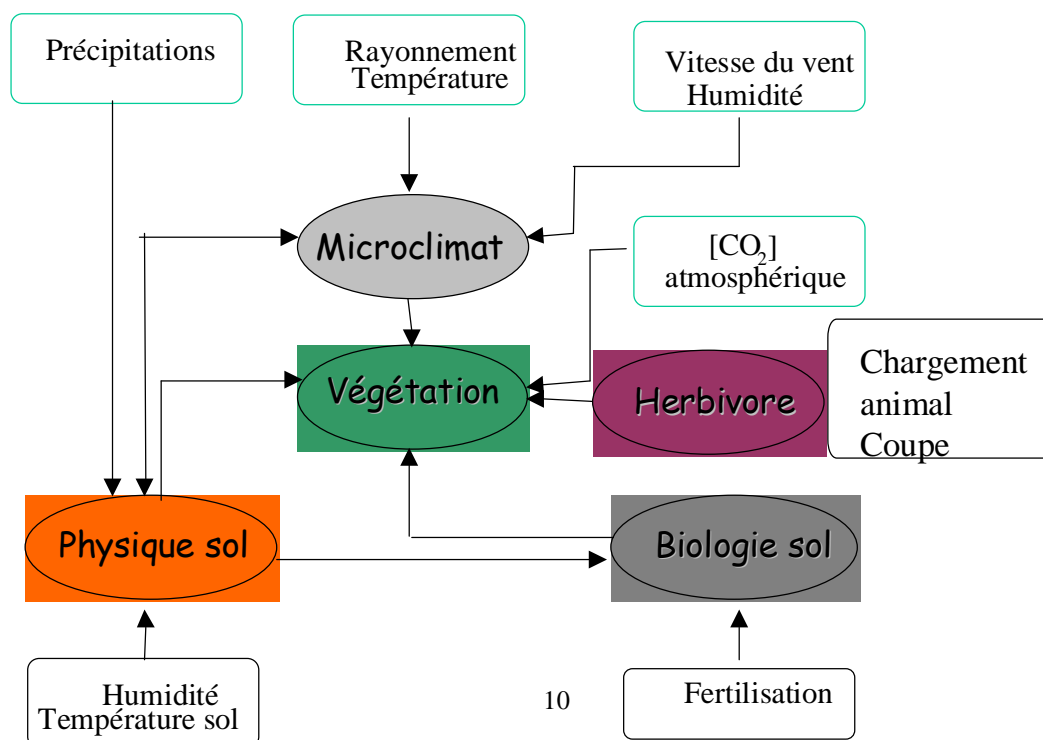 Précipitations
Rayonnement
Température
Vitesse du vent
Humidité
Microclimat
[CO2]
atmosphérique
Végétation
Herbivore
Chargement
animal
Coupe
Physique sol
Biologie sol
Humidité
Température sol
10
Fertilisation